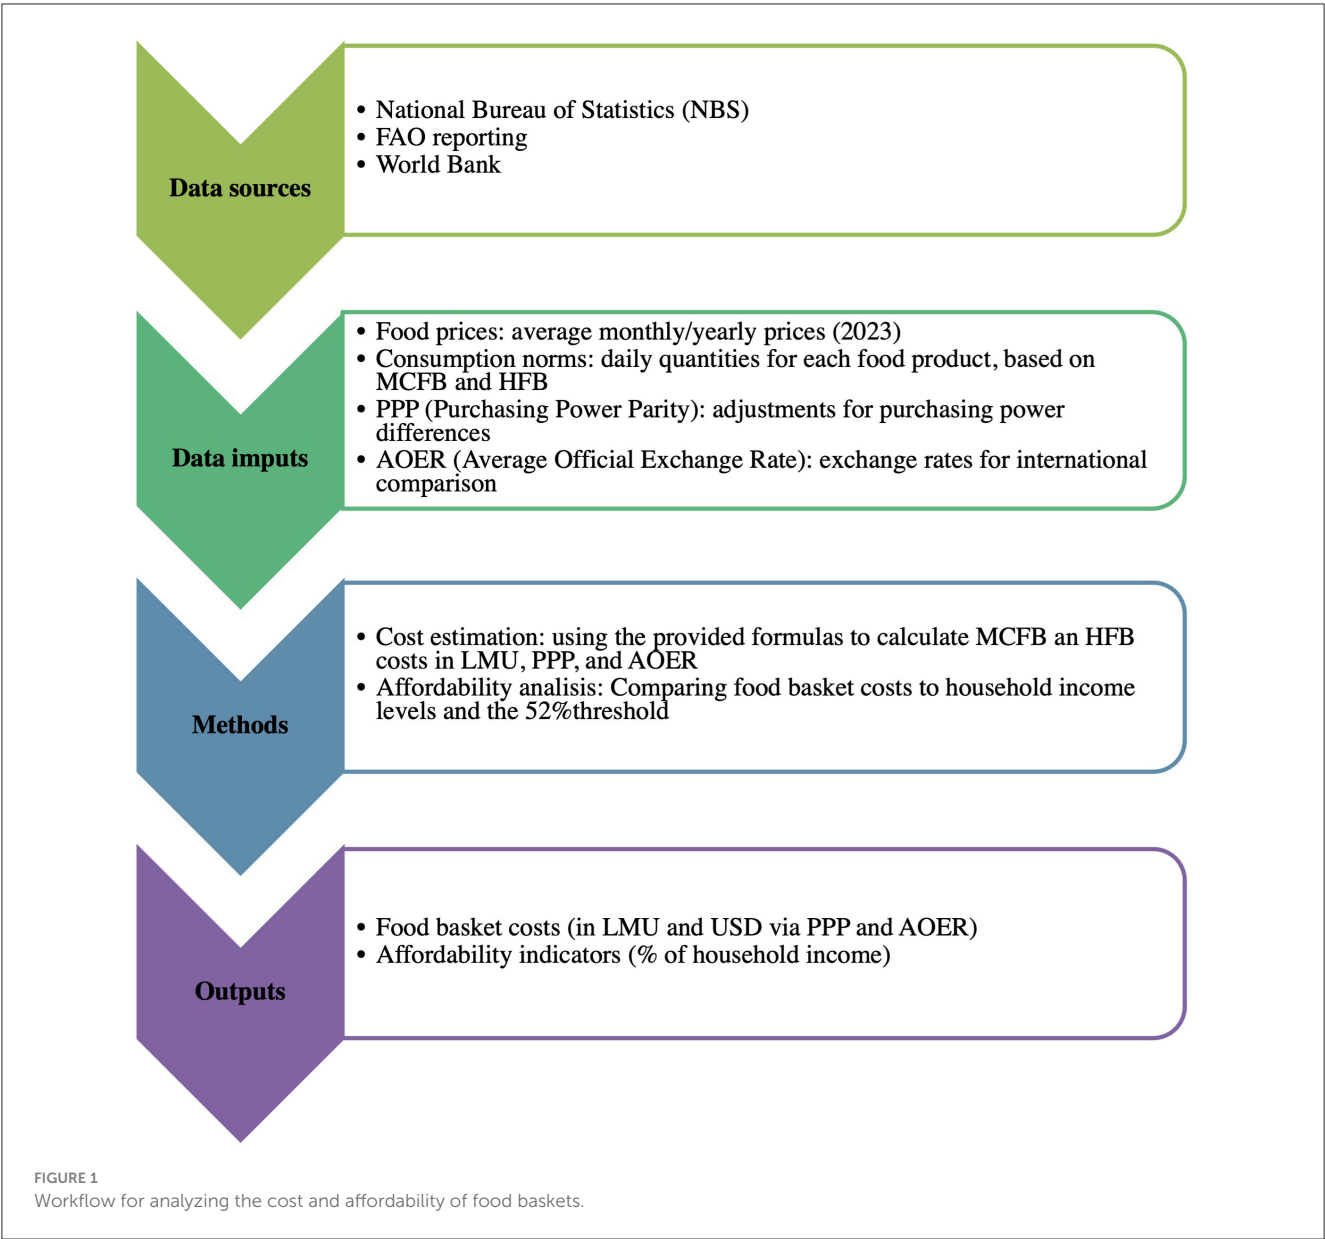 Data sources
• National Bureau of Statistics (NBS)
• FAO reporting
• World Bank
Data imputs
• Food prices: average monthly/yearly prices (2023)
• Consumption norms: daily quantities for each food product, based on
MCFB and HFB
• PPP (Purchasing Power Parity): adjustments for purchasing power
differences
• AOER (Average Official Exchange Rate): exchange rates for international
comparison
Methods
• Cost estimation: using the provided formulas to calculate MCFB an HFB
costs in LMU, PPP, and AOER
• Affordability analisis: Comparing food basket costs to household income
levels and the 52%threshold
Outputs
• Food basket costs (in LMU and USD via PPP and AOER)
• Affordability indicators (% of household income)
FIGURE 1
Workflow for analyzing the cost and affordability of food baskets.